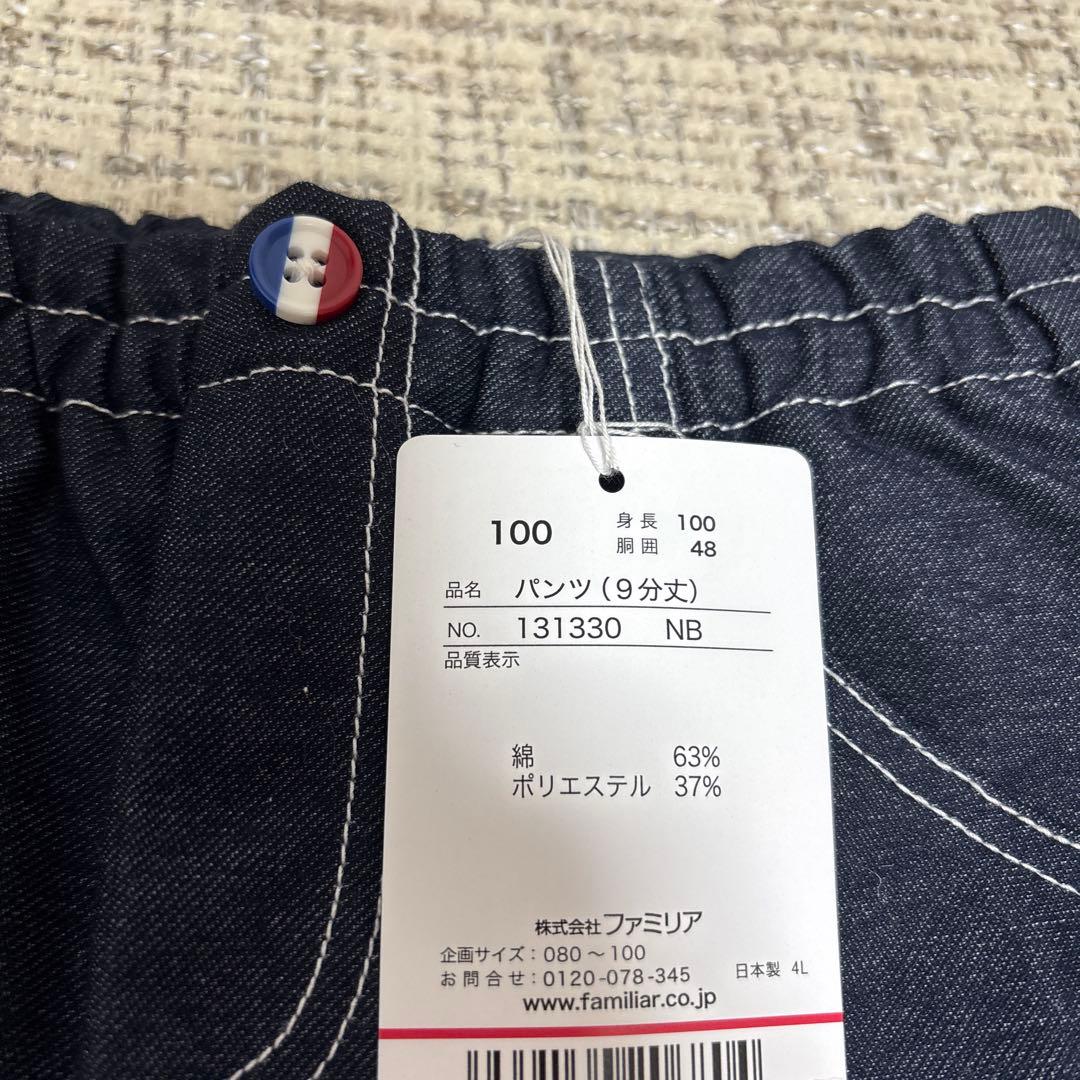 100
身長 100
胴囲 48
品名 パンツ(9分丈)
NO. 131330 NB
品質表示
綿 63%
ポリエステル 37%
株式会社ファミリア
企画サイズ:080〜100
お問合せ:0120-078-345 日本製 4L
www.familiar.co.jp